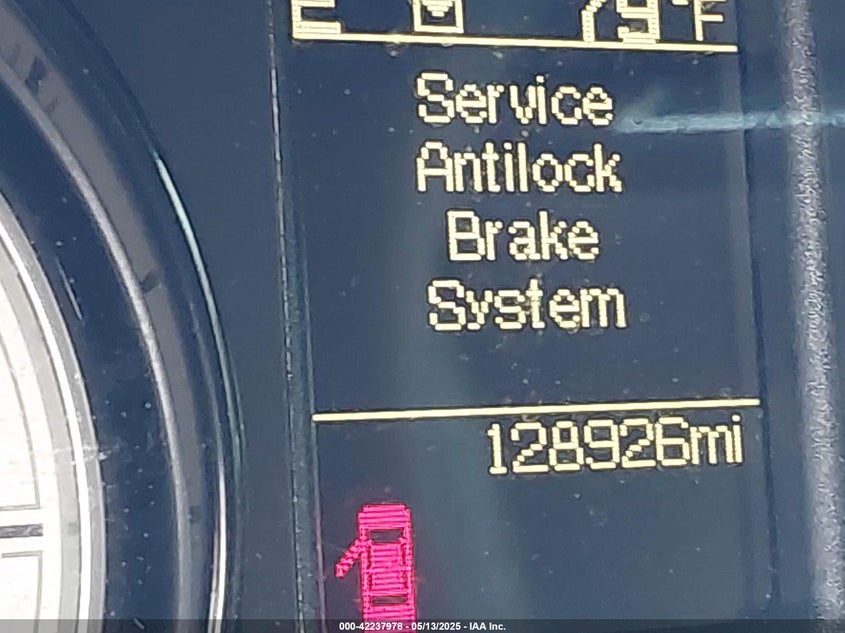 E 79°F
Service
Antilock
Brake
System
128926mi
000-42237978 - 05/13/2025 - IAA Inc.